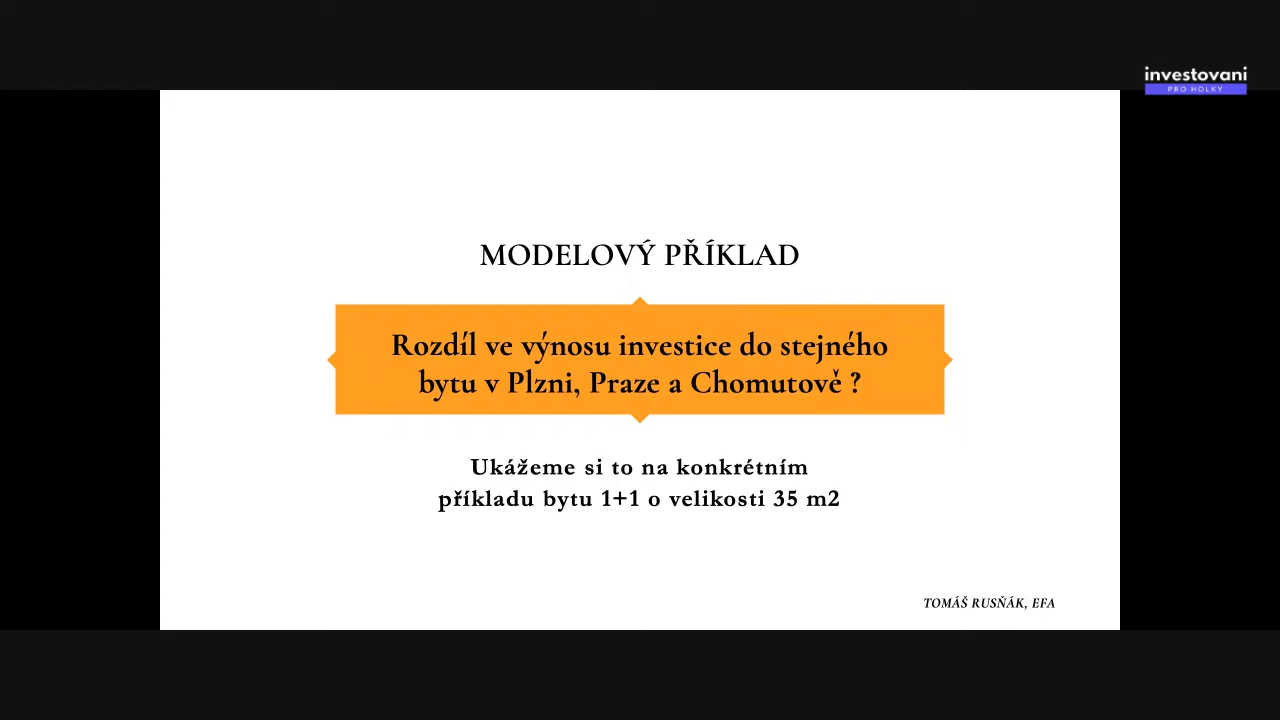 investovani
PRO HOLKY
MODELOVÝ PŘÍKLAD
Rozdíl ve výnosu investice do stejného
bytu v Plzni, Praze a Chomutově ?
Ukážeme si to na konkrétním
příkladu bytu 1+1 o velikosti 35 m2
TOMÁŠ RUSŇÁK, EFA